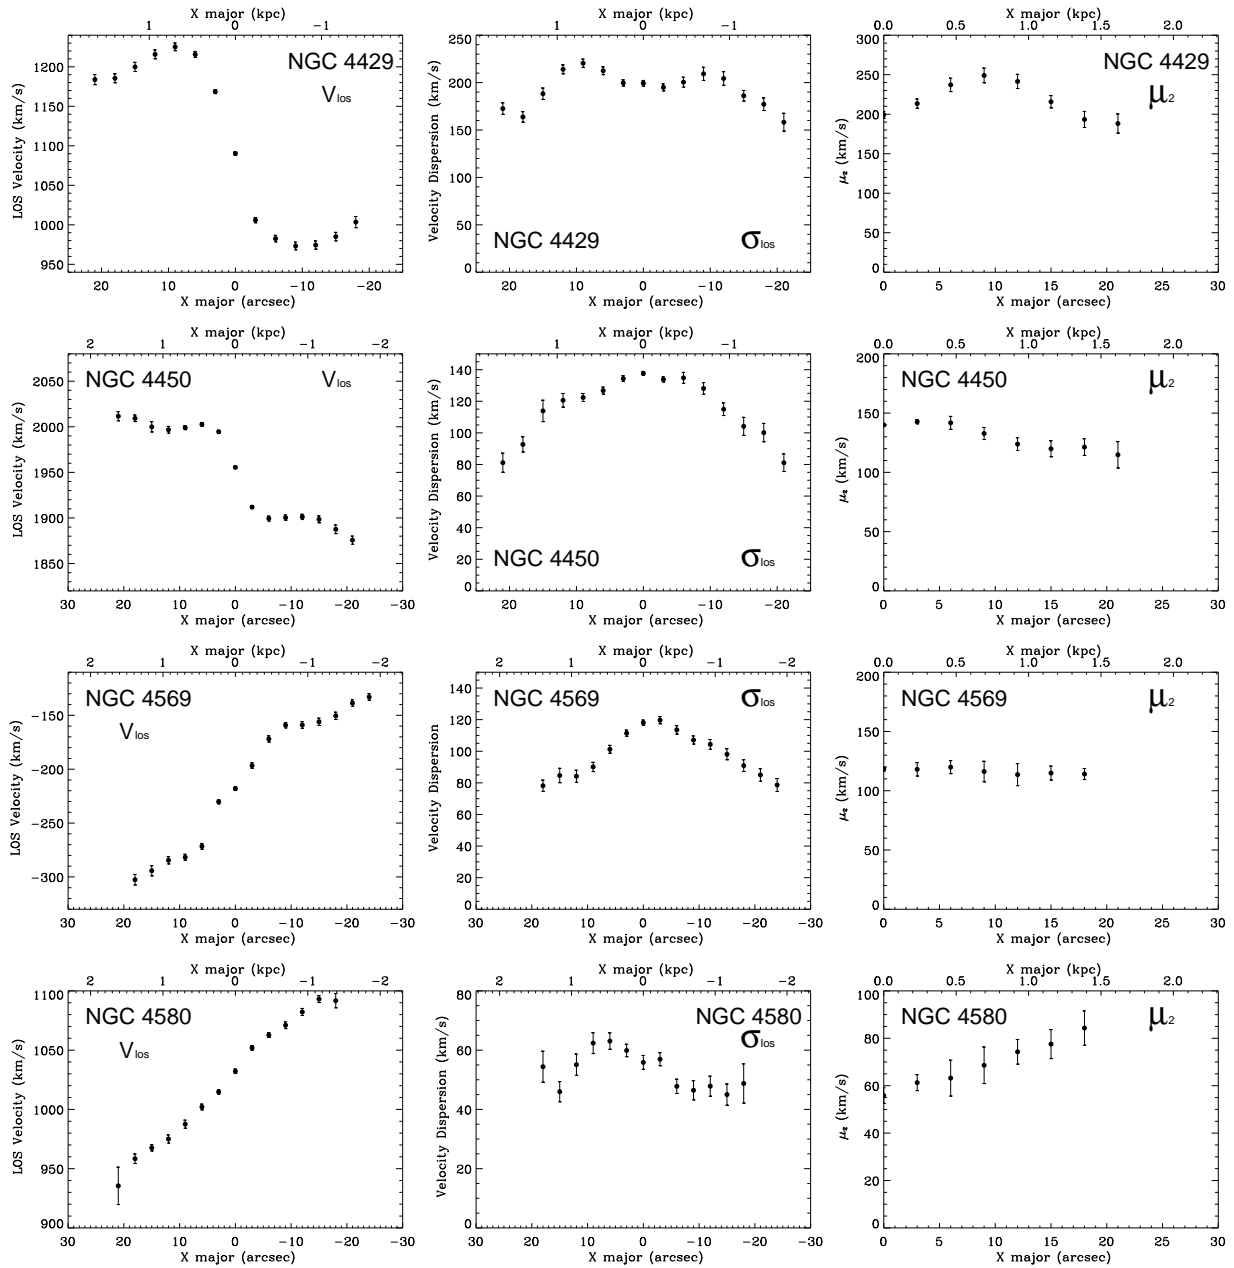 X major (kpc) X major (kpc) X major (kpc)
1 0 −1 1 0 −1 0.0 0.5 1.0 1.5 2.0
NGC 4429
Vlos
LOS Velocity (km/s)
1200
1150
1100
1050
1000
950
20 10 0 −10 −20
X major (arcsec)
Velocity Dispersion (km/s)
250
200
150
100
50
0
NGC 4429 σlos
20 10 0 −10 −20
X major (arcsec)
μ2 (km/s)
300
250
200
150
100
50
0
NGC 4429
μ2
0 5 10 15 20 25 30
X major (arcsec)
X major (kpc) X major (kpc) X major (kpc)
2 1 0 −1 −2 1 0 −1 0.0 0.5 1.0 1.5 2.0
NGC 4450 Vlos
LOS Velocity (km/s)
2050
2000
1950
1900
1850
30 20 10 0 −10 −20 −30
X major (arcsec)
Velocity Dispersion (km/s)
140
120
100
80
60
40
20
0
NGC 4450 σlos
20 10 0 −10 −20
X major (arcsec)
μ2 (km/s)
200
150
100
50
0
NGC 4450 μ2
0 5 10 15 20 25 30
X major (arcsec)
X major (kpc) X major (kpc) X major (kpc)
2 1 0 −1 −2 2 1 0 −1 −2 0.0 0.5 1.0 1.5 2.0
NGC 4569
Vlos
LOS Velocity (km/s)
−150
−200
−250
−300
30 20 10 0 −10 −20 −30
X major (arcsec)
Velocity Dispersion
140
120
100
80
60
40
20
0
NGC 4569 σlos
30 20 10 0 −10 −20 −30
X major (arcsec)
μ2 (km/s)
200
150
100
50
0
NGC 4569 μ2
0 5 10 15 20 25 30
X major (arcsec)
X major (kpc) X major (kpc) X major (kpc)
2 1 0 −1 −2 2 1 0 −1 −2 0.0 0.5 1.0 1.5 2.0
NGC 4580
Vlos
LOS Velocity (km/s)
1100
1050
1000
950
900
30 20 10 0 −10 −20 −30
X major (arcsec)
Velocity Dispersion (km/s)
80
60
40
20
0
NGC 4580
σlos
30 20 10 0 −10 −20 −30
X major (arcsec)
μ2 (km/s)
100
80
60
40
20
0
NGC 4580 μ2
0 5 10 15 20 25 30
X major (arcsec)